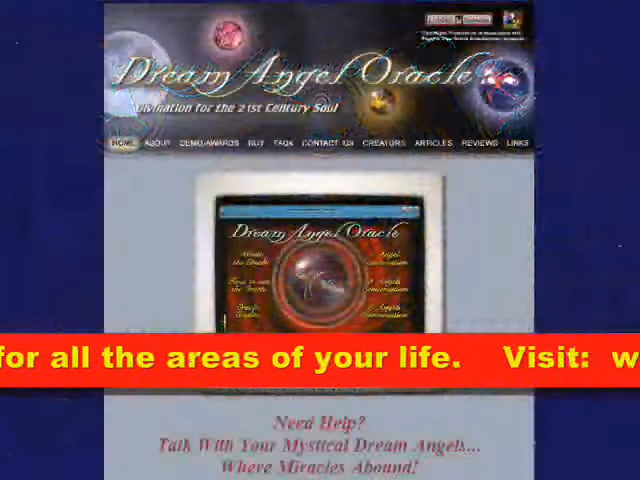 Dream Angel Oracle
Divination for the 21st Century Soul
HOME ABOUT DEMO/AWARDS BUY FAQs CONTACT US CREATORS ARTICLES REVIEWS LINKS
Dream Angel Oracle
for all the areas of your life. Visit: w
Need Help?
Talk With Your Mystical Dream Angels...
Where Miracles Abound!